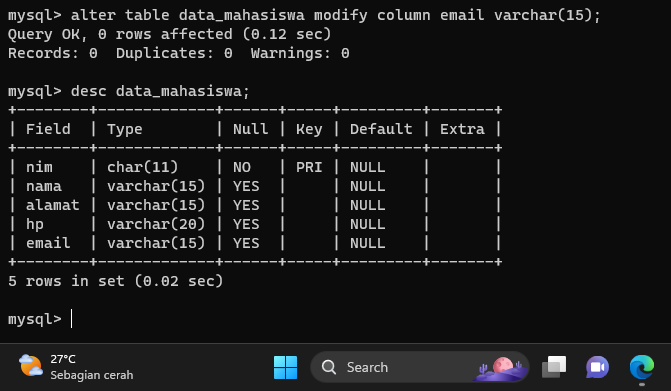 mysql> alter table data_mahasiswa modify column email varchar(15);
Query OK, 0 rows affected (0.12 sec)
Records: 0  Duplicates: 0  Warnings: 0

mysql> desc data_mahasiswa;
+--------+-------------+------+-----+---------+-------+
| Field  | Type        | Null | Key | Default | Extra |
+--------+-------------+------+-----+---------+-------+
| nim    | char(11)    | NO   | PRI | NULL    |       |
| nama   | varchar(15) | YES  |     | NULL    |       |
| alamat | varchar(15) | YES  |     | NULL    |       |
| hp     | varchar(20) | YES  |     | NULL    |       |
| email  | varchar(15) | YES  |     | NULL    |       |
+--------+-------------+------+-----+---------+-------+
5 rows in set (0.02 sec)

mysql>
27°C
Sebagian cerah
Search